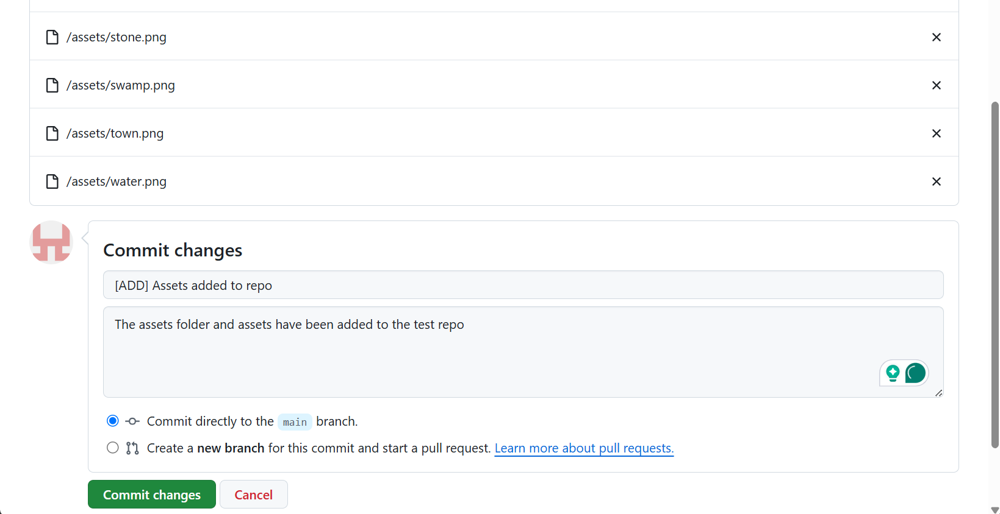 /assets/stone.png
/assets/swamp.png
/assets/town.png
/assets/water.png
Commit changes
[ADD] Assets added to repo
The assets folder and assets have been added to the test repo
Commit directly to the main branch.
Create a new branch for this commit and start a pull request. Learn more about pull requests.
Commit changes Cancel